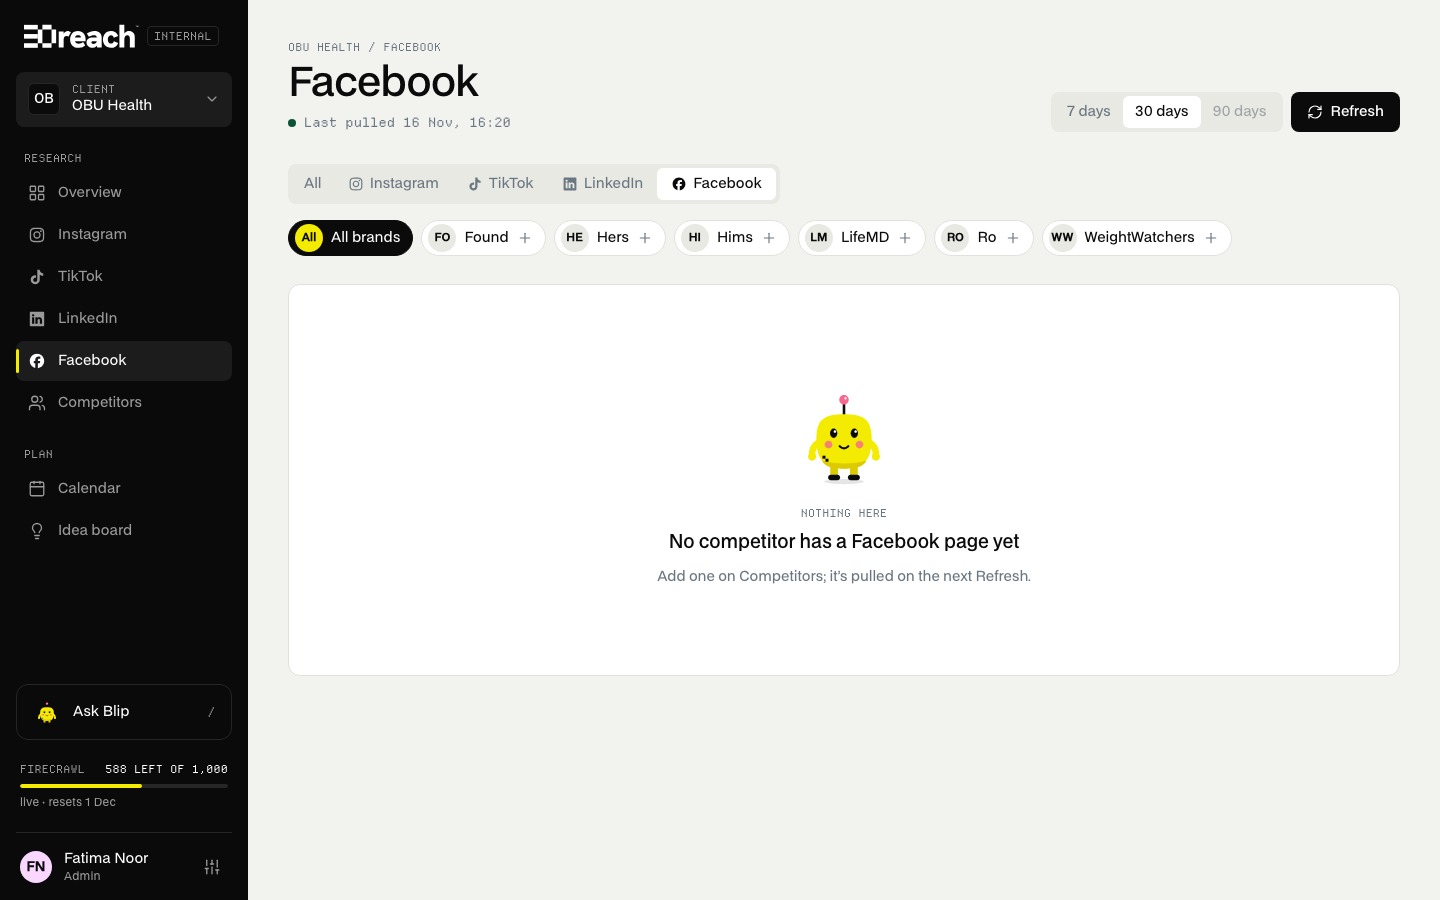 reach
INTERNAL
OB
CLIENT
OBU Health
RESEARCH
Overview
Instagram
TikTok
LinkedIn
Facebook
Competitors
PLAN
Calendar
Idea board
Ask Blip /
FIRECRAWL 588 LEFT OF 1,000
live · resets 1 Dec
FN
Fatima Noor
Admin
OBU HEALTH / FACEBOOK
Facebook
Last pulled 16 Nov, 16:20
7 days 30 days 90 days Refresh
All Instagram TikTok LinkedIn Facebook
All All brands FO Found + HE Hers + HI Hims + LM LifeMD + RO Ro + WW WeightWatchers +
NOTHING HERE
No competitor has a Facebook page yet
Add one on Competitors; it's pulled on the next Refresh.